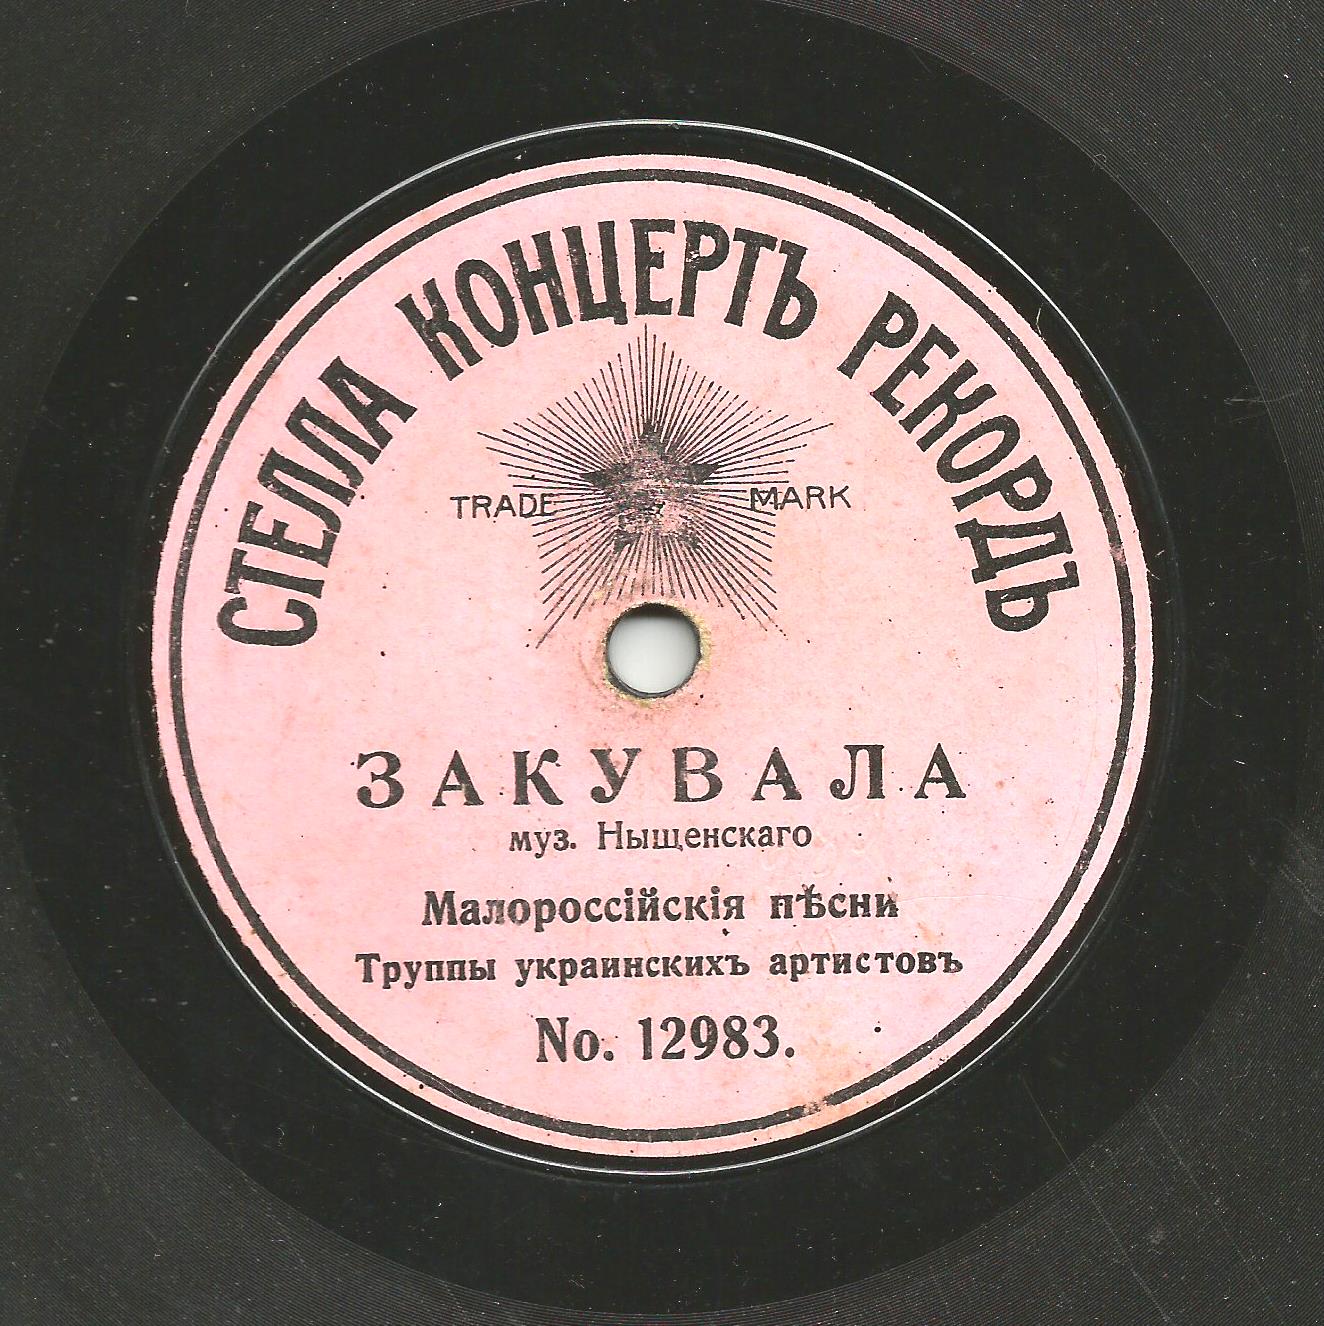 СТЕЛЛА КОНЦЕРТЪ РЕКОРДЪ
TRADE MARK
ЗАКУВАЛА
муз. Ныщенскаго
Малороссійскія пѣсни
Труппы украинскихъ артистовъ
No. 12983.